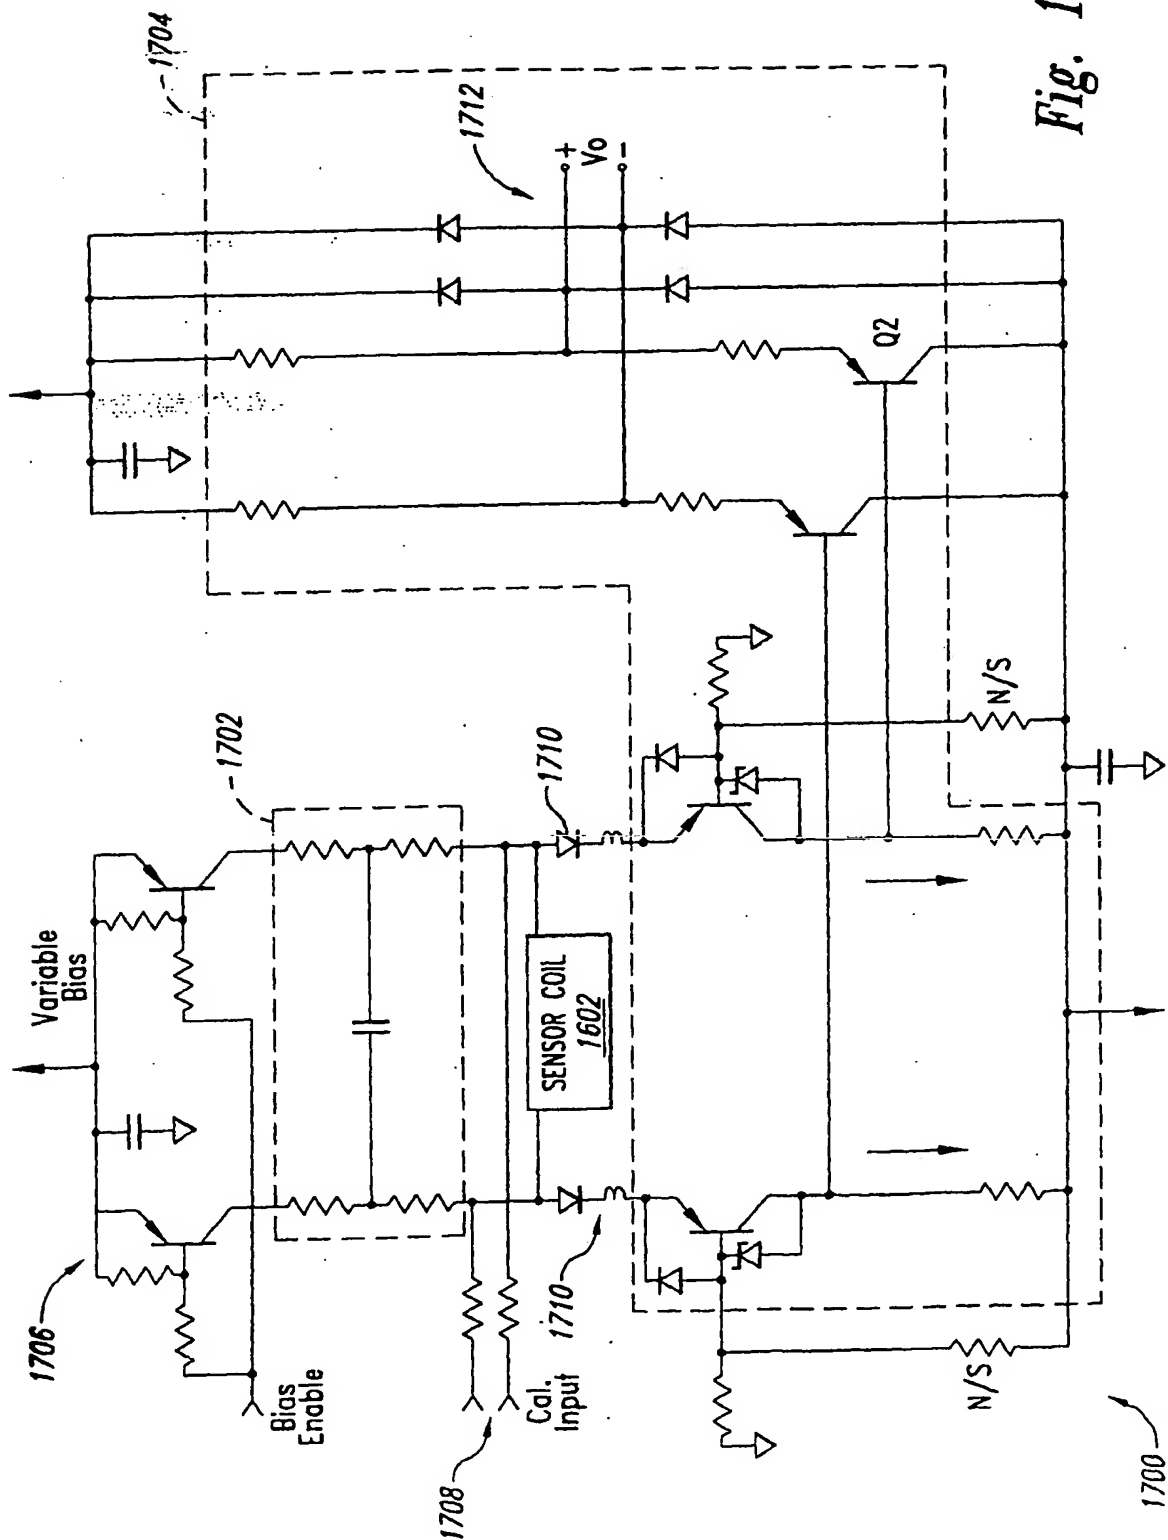 1704
1712
+
Vo
-
Q2
Variable
Bias
1702
1706
Bias
Enable
1708
Cal.
Input
SENSOR COIL
1602
1710
1710
N/S
N/S
1700
Fig. 1